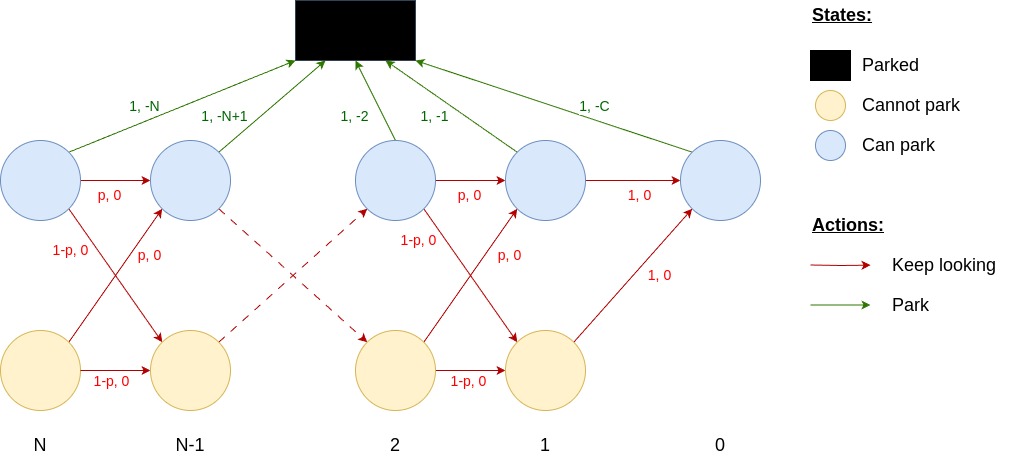 States:
Parked
Cannot park
Can park
1, -N
1, -N+1
1, -2
1, -1
1, -C
p, 0
p, 0
1, 0
1-p, 0
p, 0
1-p, 0
p, 0
1, 0
1-p, 0
1-p, 0
Actions:
Keep looking
Park
N
N-1
2
1
0